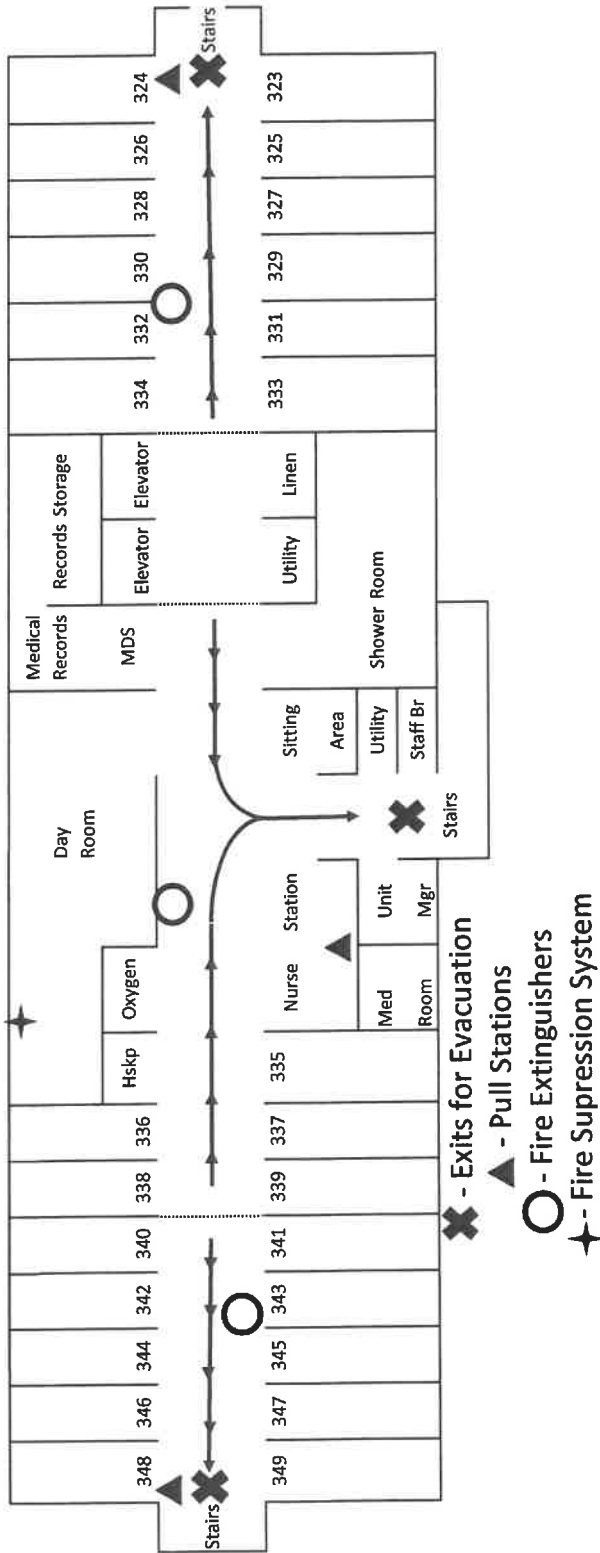 Medical
Records
Records Storage
Day
Room
348
346
344
342
340
338
336
Hskp
Oxygen
MDS
Elevator
Elevator
334
332
330
328
326
324
Stairs
Stairs
349
347
345
343
341
339
337
335
Nurse Station
Sitting
Area
Utility
Linen
333
331
329
327
325
323
Med
Room
Unit
Mgr
Utility
Staff Br
Shower Room
Stairs
- Exits for Evacuation
- Pull Stations
- Fire Extinguishers
- Fire Supression System